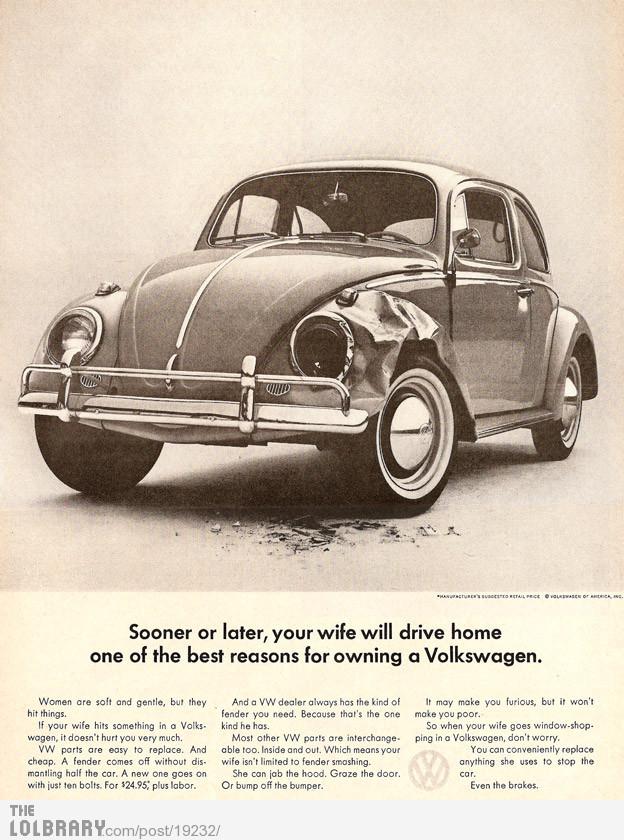 *MANUFACTURER'S SUGGESTED RETAIL PRICE © VOLKSWAGEN OF AMERICA, INC.
Sooner or later, your wife will drive home
one of the best reasons for owning a Volkswagen.
Women are soft and gentle, but they
hit things.
If your wife hits something in a Volks-
wagen, it doesn't hurt you very much.
VW parts are easy to replace. And
cheap. A fender comes off without dis-
mantling half the car. A new one goes on
with just ten bolts. For $24.95,* plus labor.
And a VW dealer always has the kind of
fender you need. Because that's the one
kind he has.
Most other VW parts are interchange-
able too. Inside and out. Which means your
wife isn't limited to fender smashing.
She can jab the hood. Graze the door.
Or bump off the bumper.
It may make you furious, but it won't
make you poor.
So when your wife goes window-shop-
ping in a Volkswagen, don't worry.
You can conveniently replace
anything she uses to stop the
car.
Even the brakes.
VW
THE
LOLBRARY.com/post/19232/